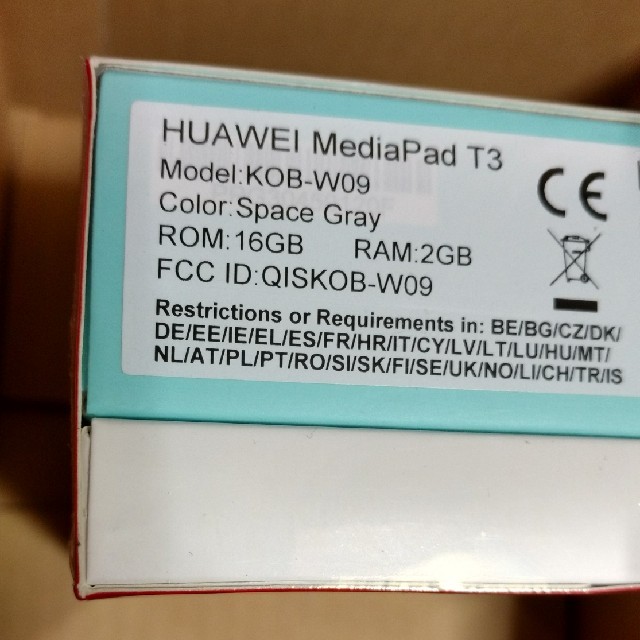 HUAWEI MediaPad T3
Model:KOB-W09
Color:Space Gray
ROM:16GB RAM:2GB
FCC ID:QISKOB-W09
CE
Restrictions or Requirements in: BE/BG/CZ/DK/
DE/EE/IE/EL/ES/FR/HR/IT/CY/LV/LT/LU/HU/MT/
NL/AT/PL/PT/RO/SI/SK/FI/SE/UK/NO/LI/CH/TR/IS